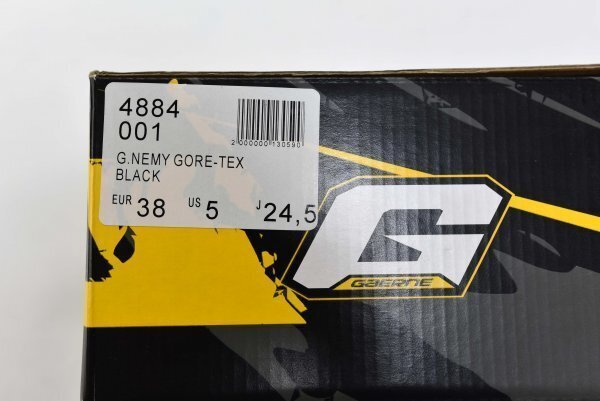 4884
001
2 000000 130590
G.NEMY GORE-TEX
BLACK
EUR 38 US 5 J 24,5
G
GAERNE